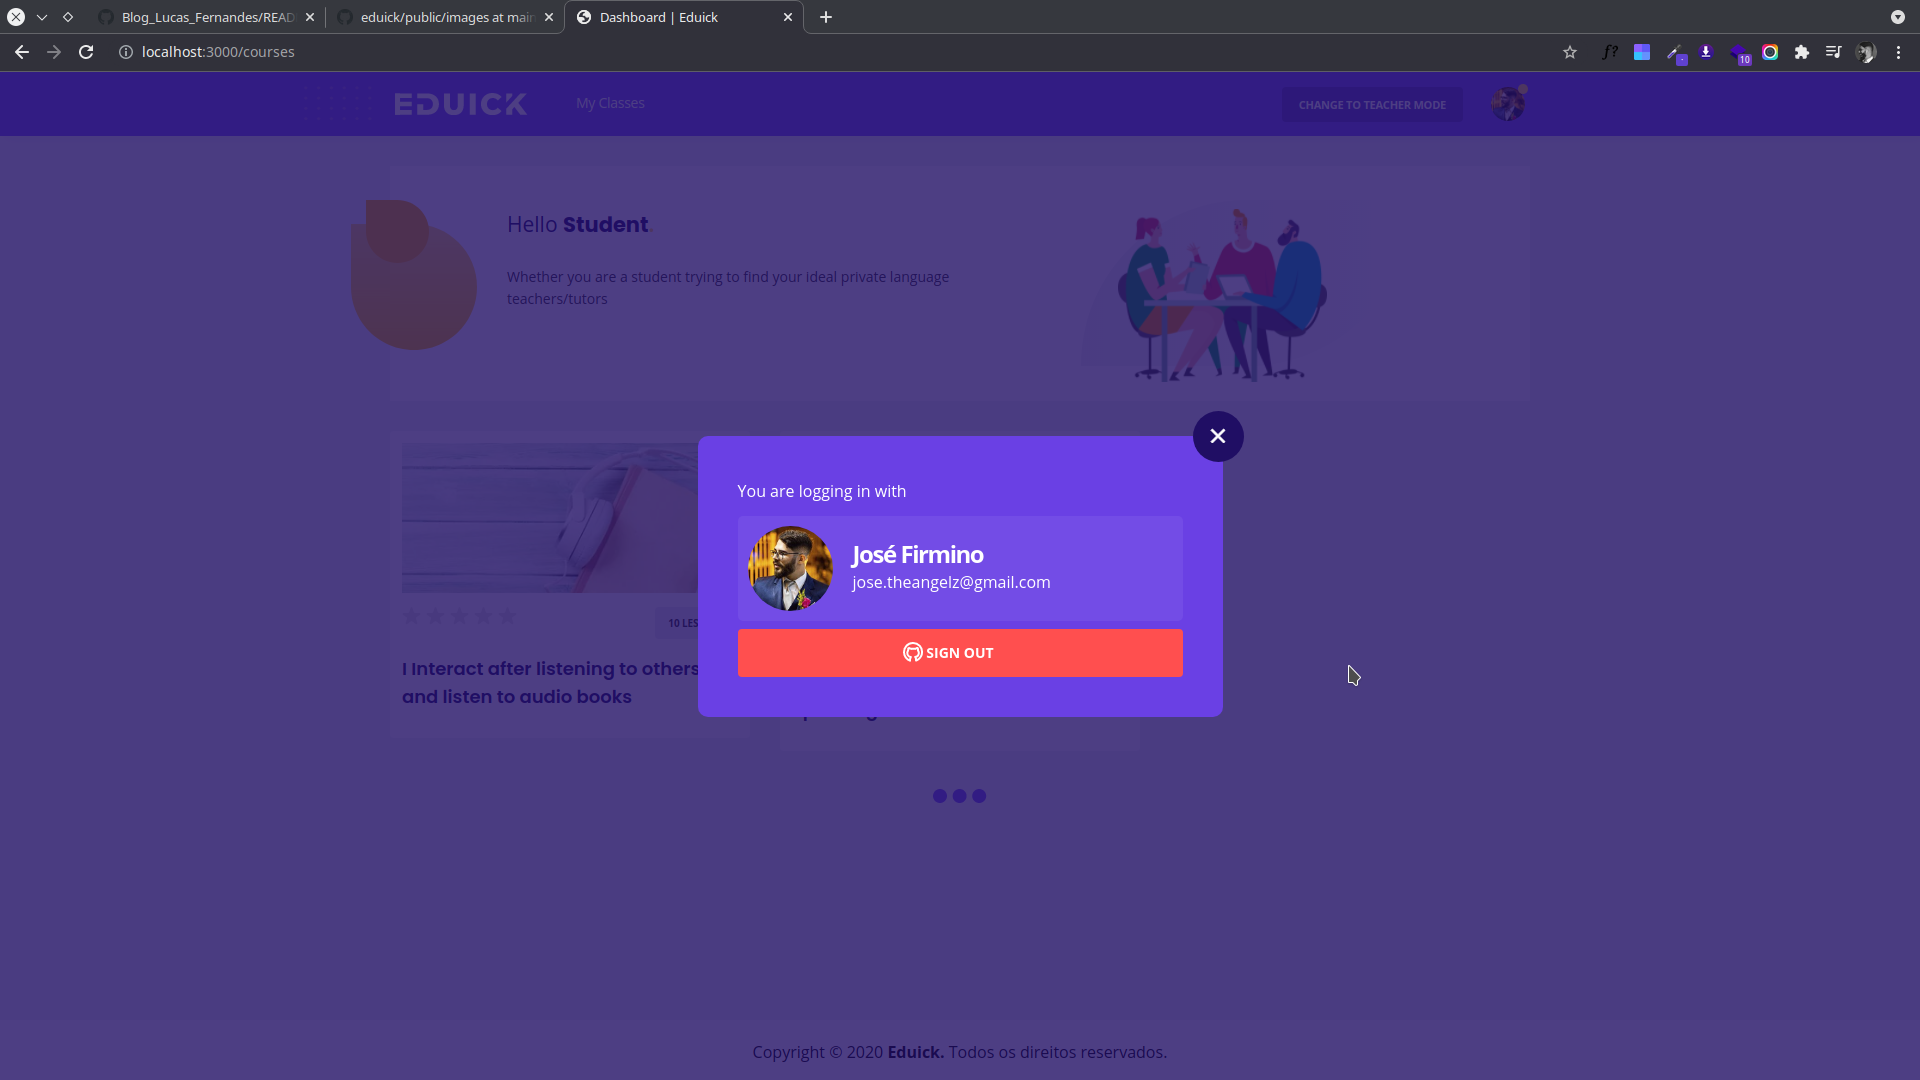 Blog_Lucas_Fernandes/READ
eduick/public/images at main
Dashboard | Eduick
localhost:3000/courses
f?
10
EDUICK
My Classes
CHANGE TO TEACHER MODE
Hello Student.
Whether you are a student trying to find your ideal private language
teachers/tutors
You are logging in with
José Firmino
jose.theangelz@gmail.com
SIGN OUT
10 LES
I Interact after listening to others
and listen to audio books
Copyright © 2020 Eduick. Todos os direitos reservados.